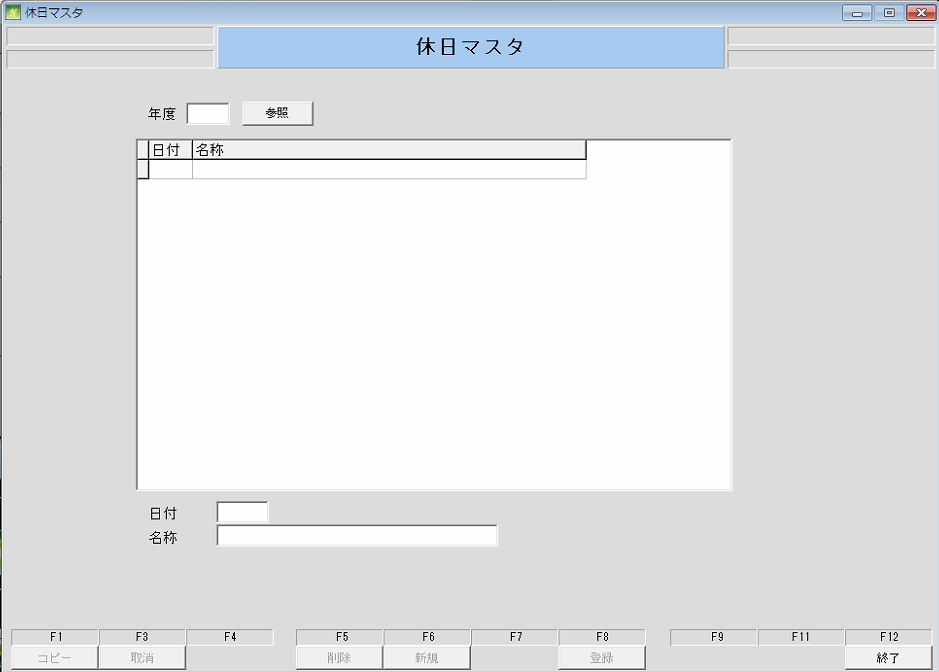 休日マスタ
休日マスタ
年度 参照
日付 名称
日付
名称
F1 F3 F4 F5 F6 F7 F8 F9 F11 F12
コピー 取消 削除 新規 登録 終了